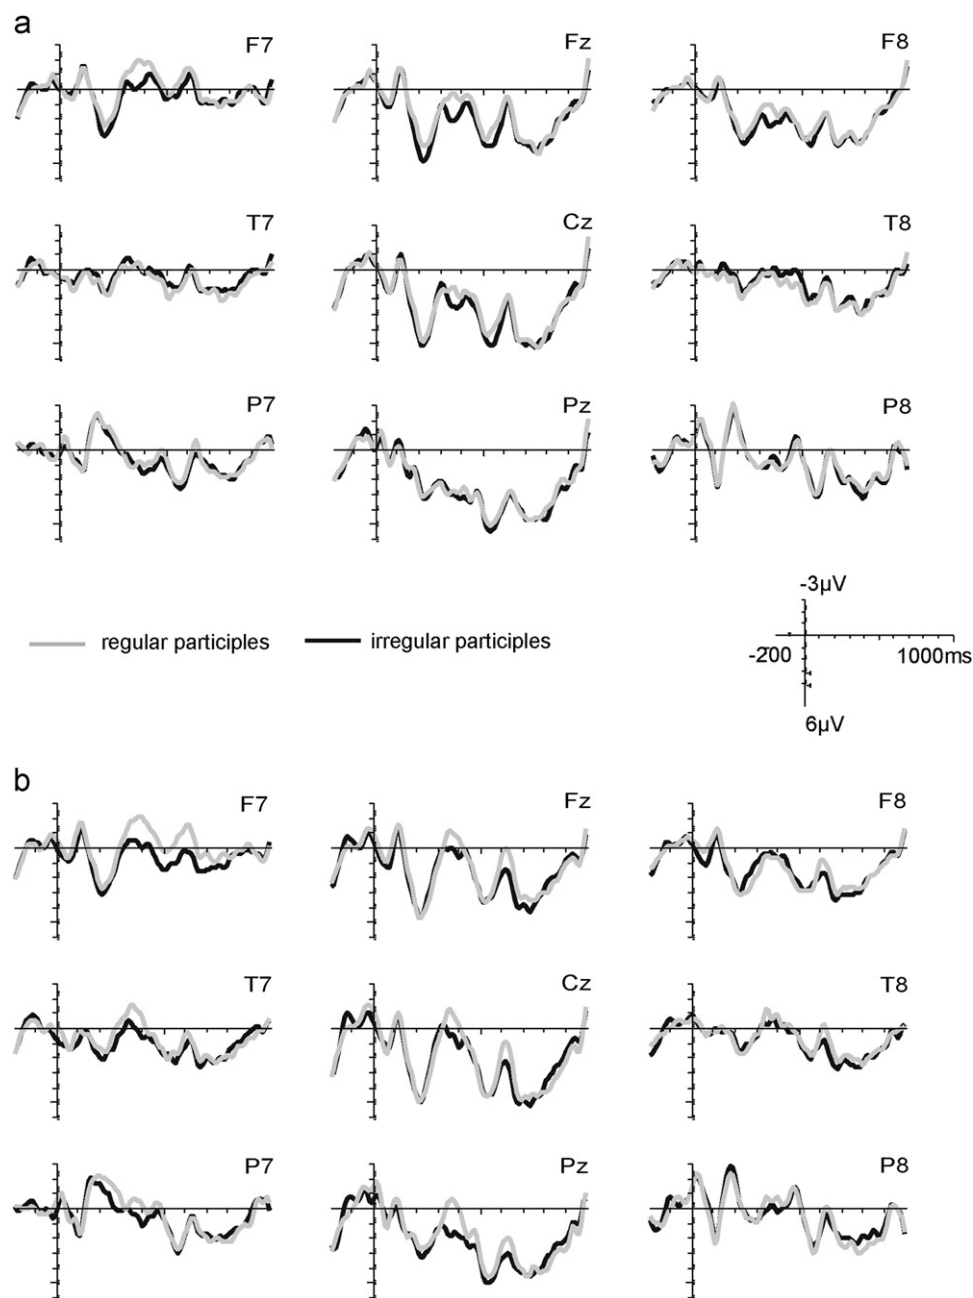 a
F7
Fz
F8
T7
Cz
T8
P7
Pz
P8
-3µV
regular participles
irregular participles
-200
1000ms
6µV
b
F7
Fz
F8
T7
Cz
T8
P7
Pz
P8